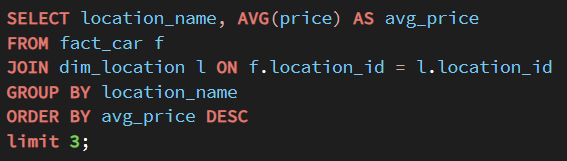 SELECT location_name, AVG(price) AS avg_price
FROM fact_car f
JOIN dim_location l ON f.location_id = l.location_id
GROUP BY location_name
ORDER BY avg_price DESC
limit 3;